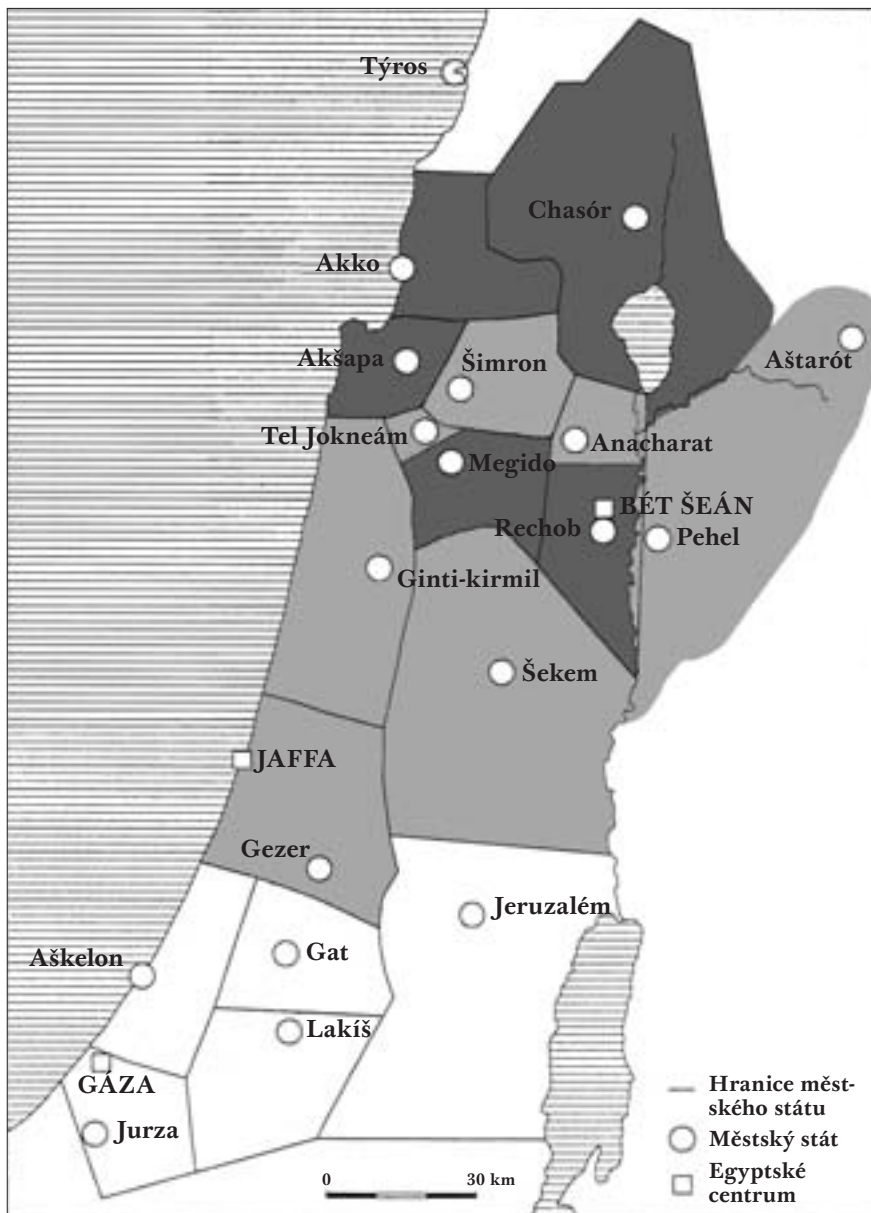 Týros
Chasór
Akko
Aštarót
Akšapa
Šimron
Tel Jokneám
Anacharat
Megido
BÉT ŠEÁN
Rechob
Pehel
Ginti-kirmil
Šekem
JAFFA
Gezer
Jeruzalém
Gat
Aškelon
Lakíš
GÁZA
Jurza
Hranice měst-
ského státu
Městský stát
Egyptské
centrum
0 30 km